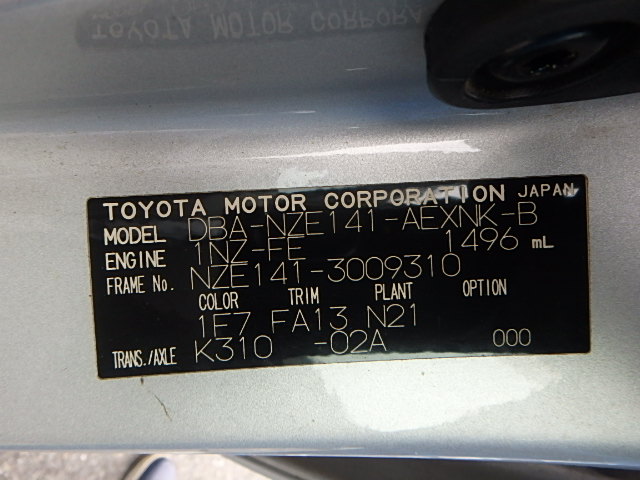 TOYOTA MOTOR CORPORATION JAPAN
MODEL DBA-NZE141-AEXNK-B
ENGINE 1NZ-FE 1496 mL
FRAME No. NZE141-3009310
COLOR TRIM PLANT OPTION
1E7 FA13 N21
TRANS./AXLE K310 -02A 000